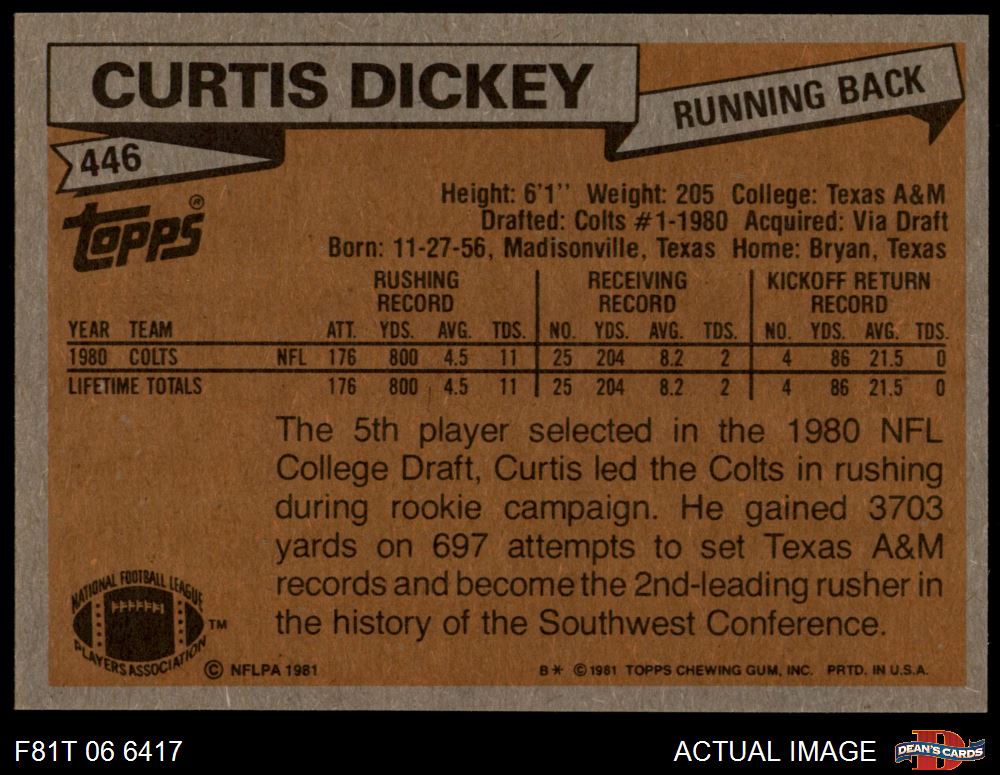 CURTIS DICKEY
RUNNING BACK
446
TOPPS®
Height: 6'1'' Weight: 205 College: Texas A&M
Drafted: Colts #1-1980 Acquired: Via Draft
Born: 11-27-56, Madisonville, Texas Home: Bryan, Texas
RUSHING RECORD RECEIVING RECORD KICKOFF RETURN RECORD
YEAR TEAM ATT. YDS. AVG. TDS. NO. YDS. AVG. TDS. NO. YDS. AVG. TDS.
1980 COLTS NFL 176 800 4.5 11 25 204 8.2 2 4 86 21.5 0
LIFETIME TOTALS 176 800 4.5 11 25 204 8.2 2 4 86 21.5 0
The 5th player selected in the 1980 NFL
College Draft, Curtis led the Colts in rushing
during rookie campaign. He gained 3703
yards on 697 attempts to set Texas A&M
records and become the 2nd-leading rusher in
the history of the Southwest Conference.
NATIONAL FOOTBALL LEAGUE
PLAYERS ASSOCIATION
TM
© NFLPA 1981
B* © 1981 TOPPS CHEWING GUM, INC. PRTD. IN U.S.A.
F81T 06 6417
ACTUAL IMAGE
D
DEAN'S CARDS